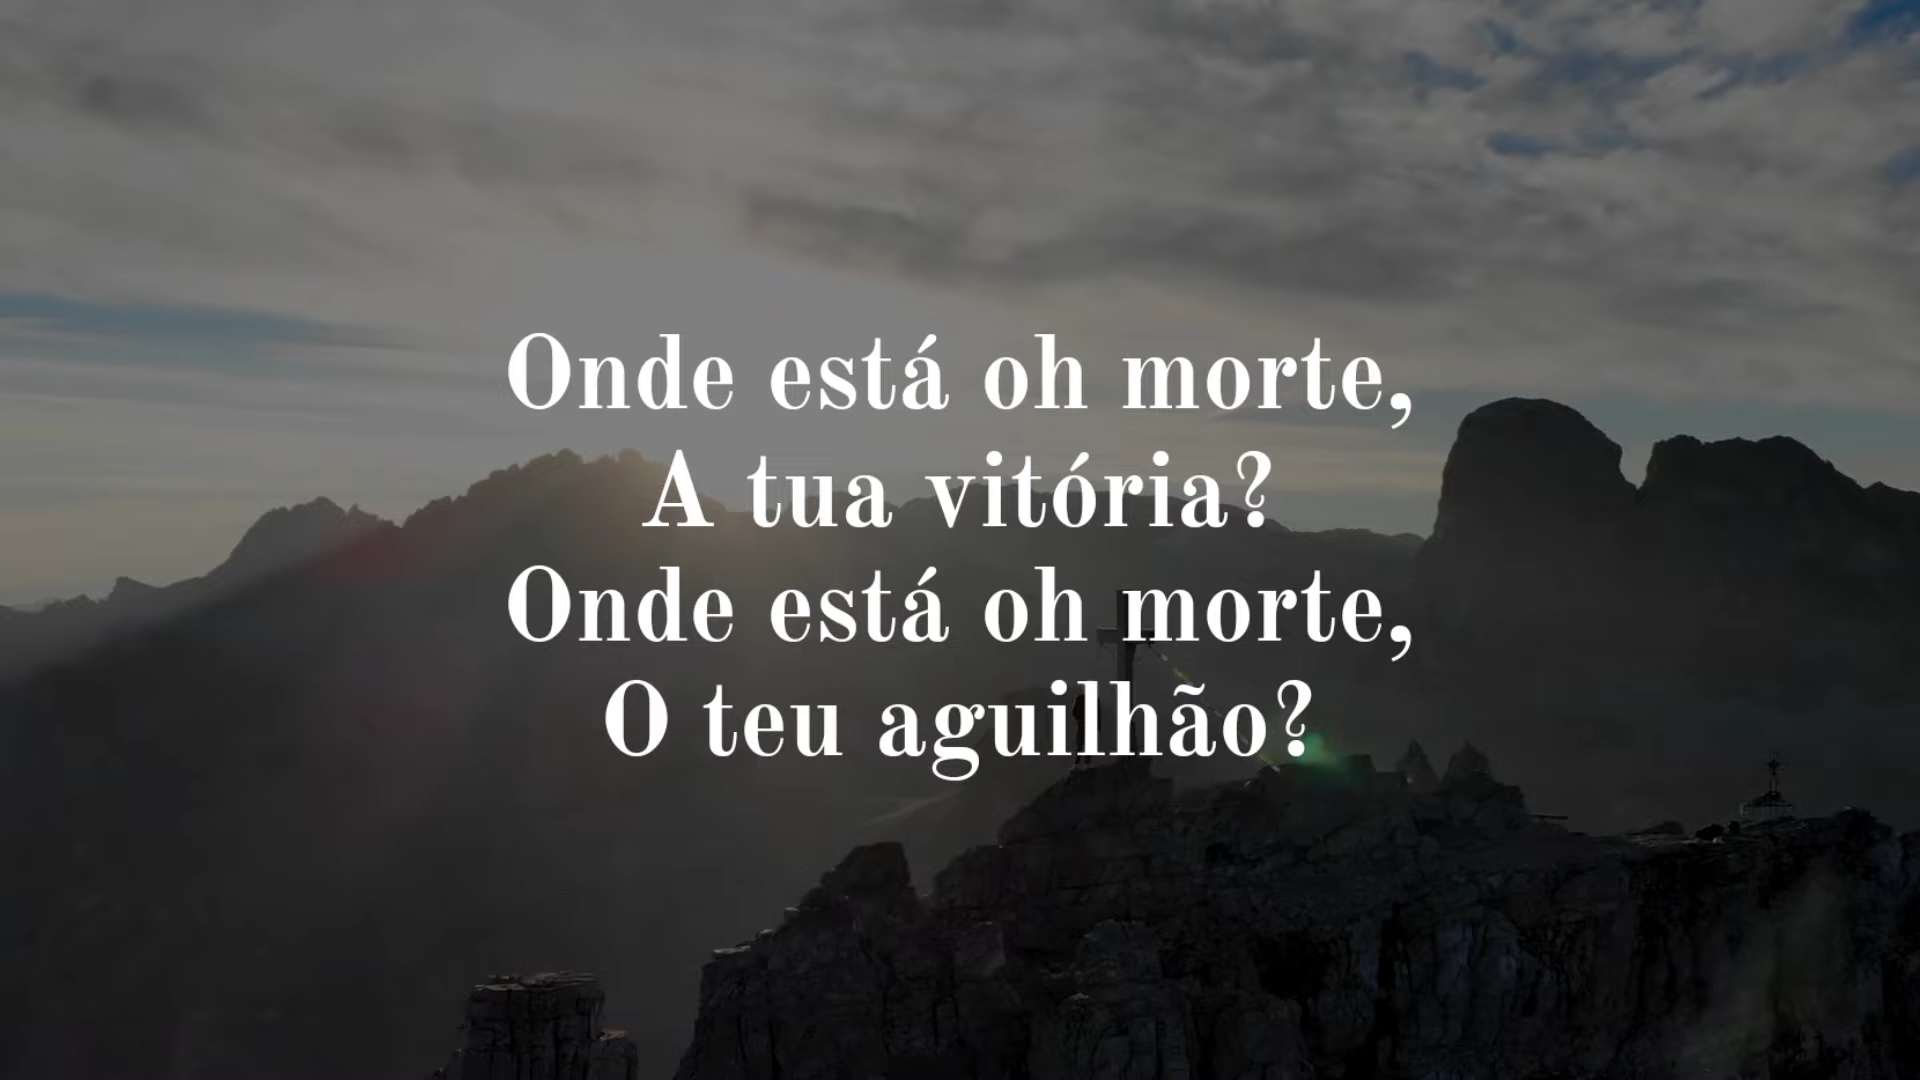 Onde está oh morte,
A tua vitória?
Onde está oh morte,
O teu aguilhão?